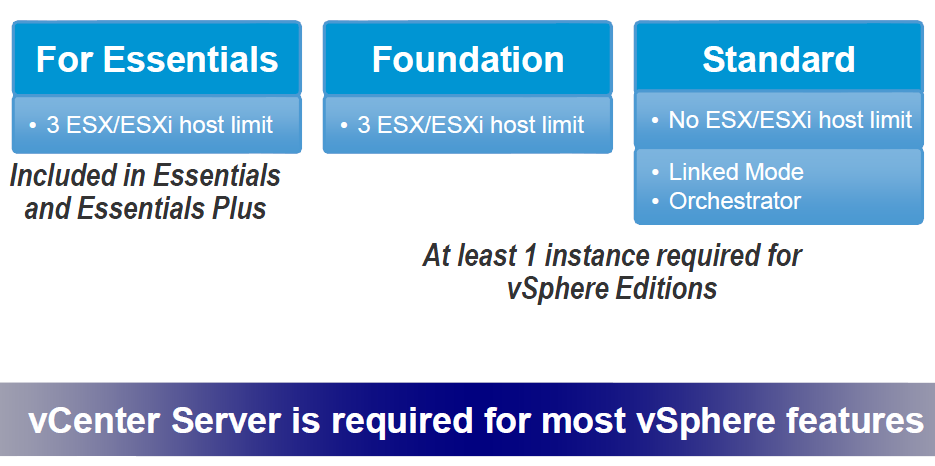 For Essentials
• 3 ESX/ESXi host limit
Included in Essentials
and Essentials Plus
Foundation
• 3 ESX/ESXi host limit
Standard
• No ESX/ESXi host limit
• Linked Mode
• Orchestrator
At least 1 instance required for
vSphere Editions
vCenter Server is required for most vSphere features